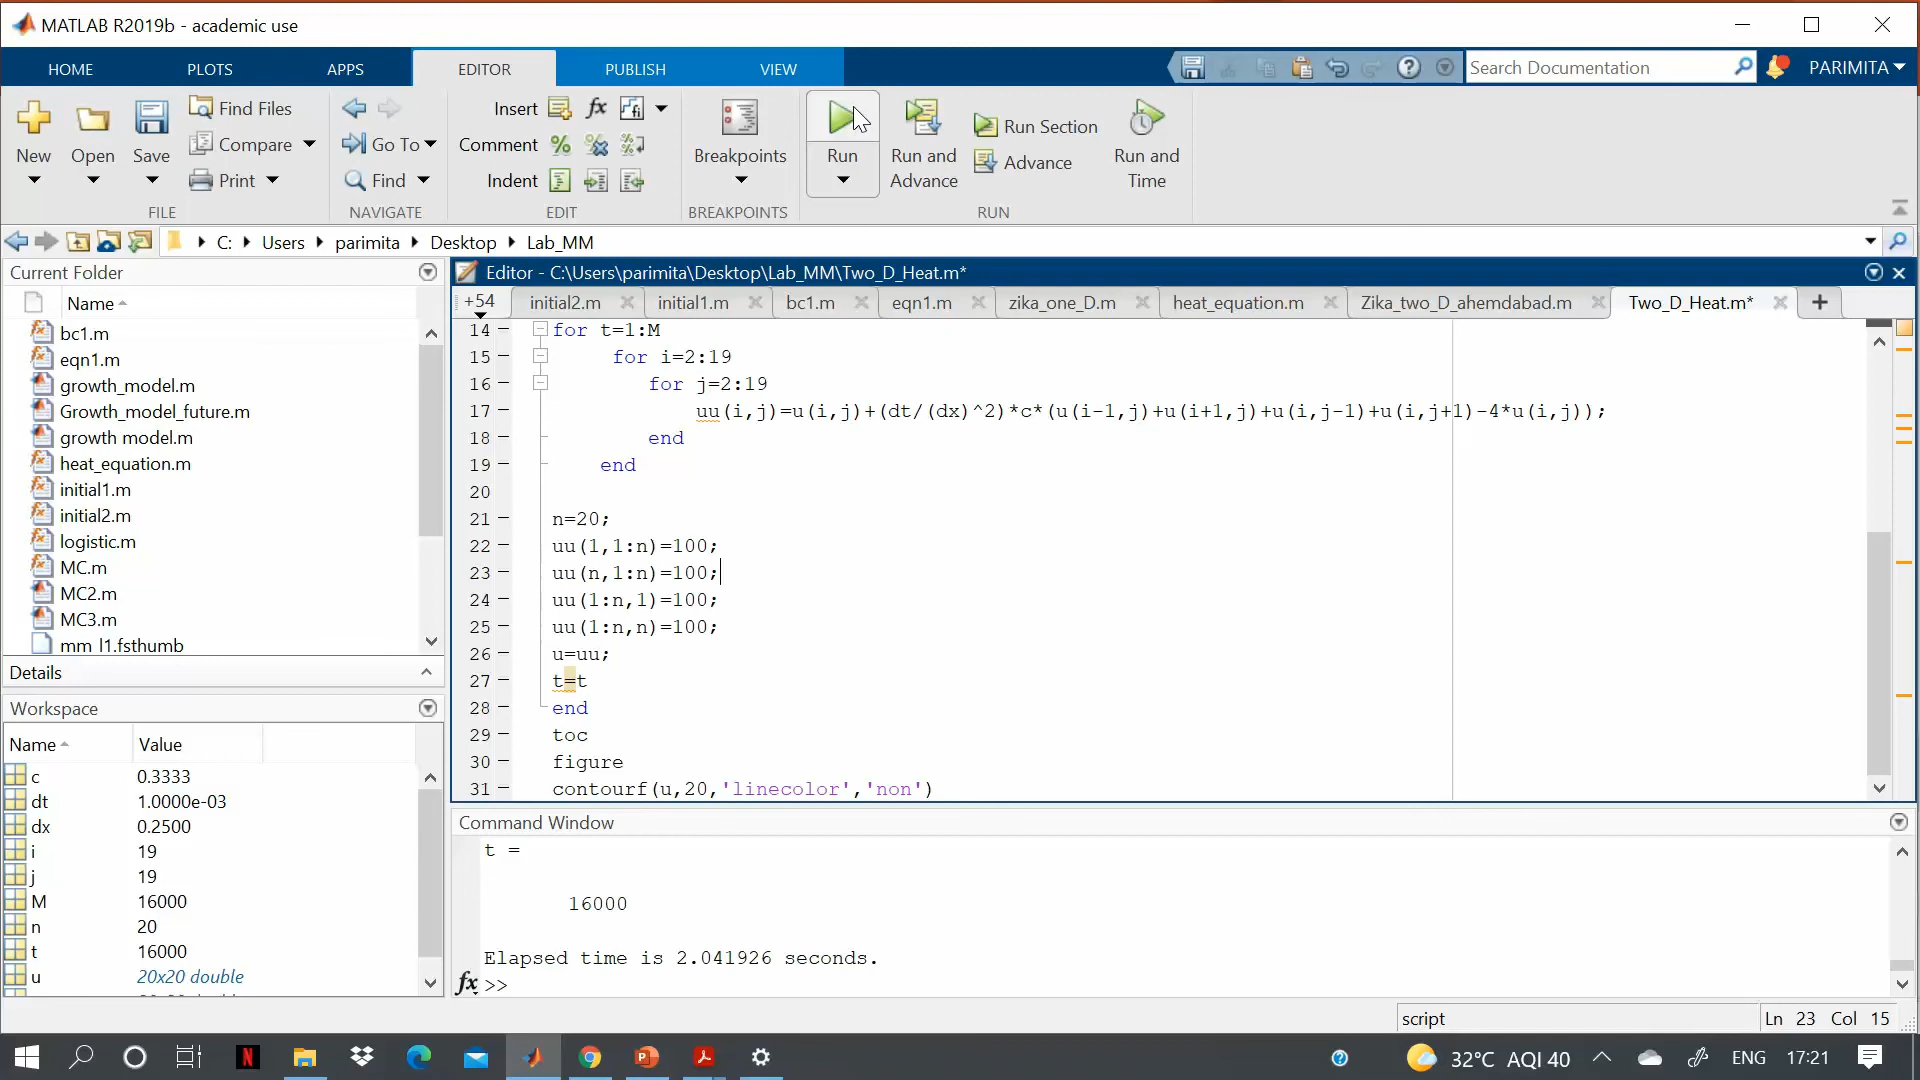 MATLAB R2019b - academic use
HOME PLOTS APPS EDITOR PUBLISH VIEW Search Documentation PARIMITA
New Open Save Find Files Compare Print
FILE
Go To Find
NAVIGATE
Insert fx
Comment
Indent
EDIT
Breakpoints
BREAKPOINTS
Run
Run and Advance
Run Section
Advance
Run and Time
RUN
C: Users parimita Desktop Lab_MM
Current Folder
Name
bc1.m
eqn1.m
growth_model.m
Growth_model_future.m
growth model.m
heat_equation.m
initial1.m
initial2.m
logistic.m
MC.m
MC2.m
MC3.m
mm_l1.fsthumb
Details
Workspace
Name Value
c 0.3333
dt 1.0000e-03
dx 0.2500
i 19
j 19
M 16000
n 20
t 16000
u 20x20 double
Editor - C:\Users\parimita\Desktop\Lab_MM\Two_D_Heat.m*
+54 initial2.m initial1.m bc1.m eqn1.m zika_one_D.m heat_equation.m Zika_two_D_ahemdabad.m Two_D_Heat.m*
14 for t=1:M
15 for i=2:19
16 for j=2:19
17 uu(i,j)=u(i,j)+(dt/(dx)^2)*c*(u(i-1,j)+u(i+1,j)+u(i,j-1)+u(i,j+1)-4*u(i,j));
18 end
19 end
20
21 n=20;
22 uu(1,1:n)=100;
23 uu(n,1:n)=100;
24 uu(1:n,1)=100;
25 uu(1:n,n)=100;
26 u=uu;
27 t=t
28 end
29 toc
30 figure
31 contourf(u,20,'linecolor','non')
Command Window
t =
16000
Elapsed time is 2.041926 seconds.
fx >>
script Ln 23 Col 15
32°C AQI 40 ENG 17:21